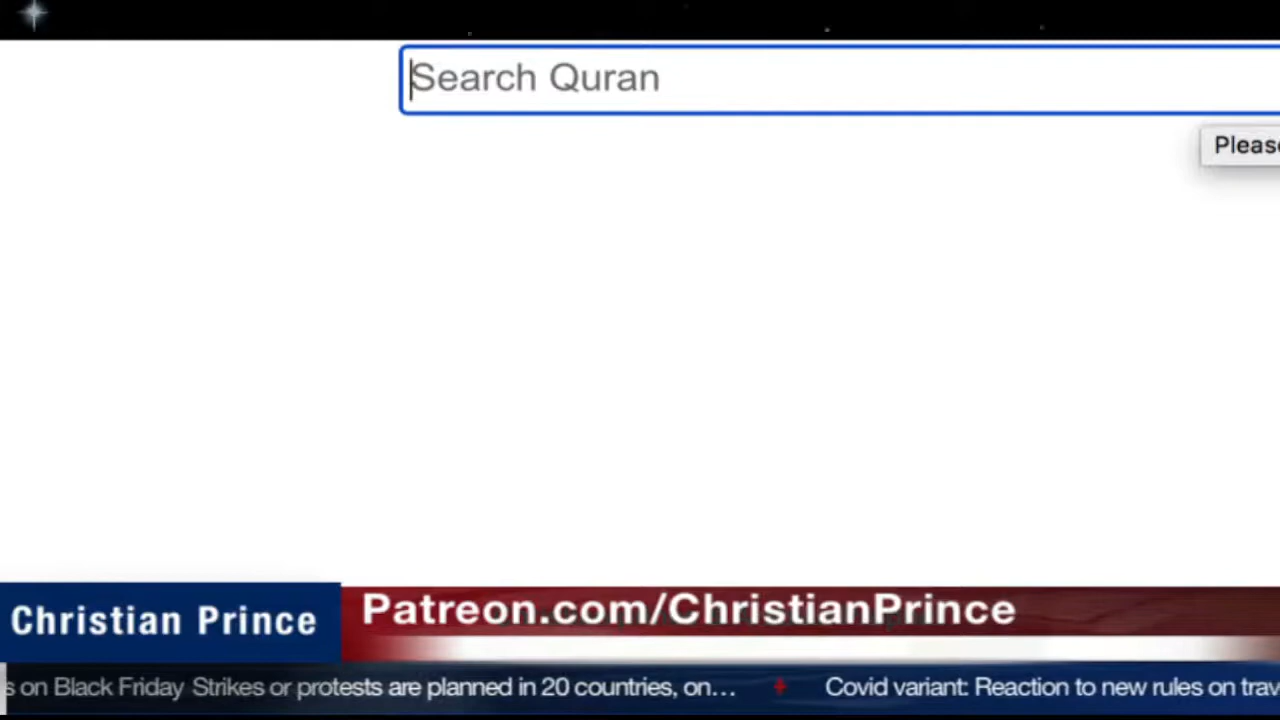 Search Quran
Please
Christian Prince
Patreon.com/ChristianPrince
s on Black Friday Strikes or protests are planned in 20 countries, on… Covid variant: Reaction to new rules on trav